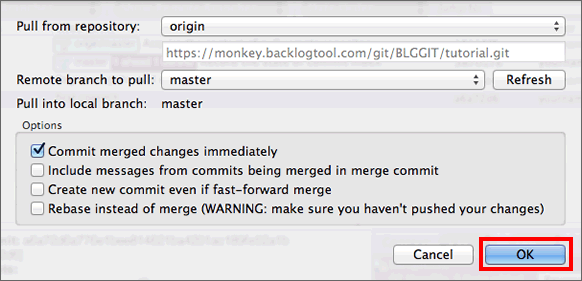 Pull from repository: origin
https://monkey.backlogtool.com/git/BLGGIT/tutorial.git
Remote branch to pull: master Refresh
Pull into local branch: master
Options
Commit merged changes immediately
Include messages from commits being merged in merge commit
Create new commit even if fast-forward merge
Rebase instead of merge (WARNING: make sure you haven't pushed your changes)
Cancel OK